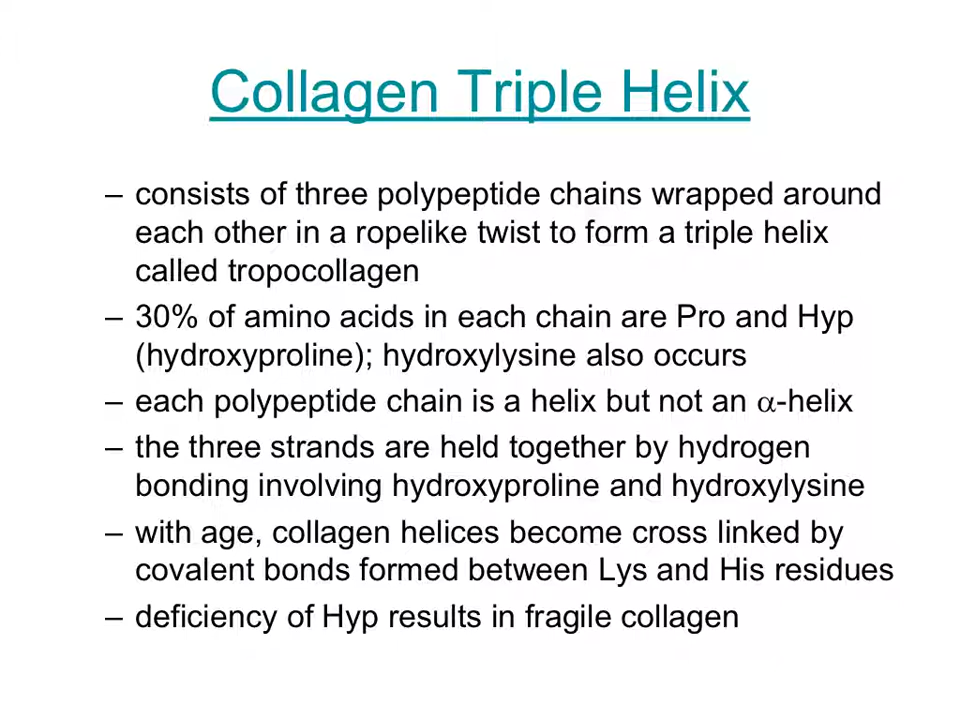 Collagen Triple Helix
– consists of three polypeptide chains wrapped around
each other in a ropelike twist to form a triple helix
called tropocollagen
– 30% of amino acids in each chain are Pro and Hyp
(hydroxyproline); hydroxylysine also occurs
– each polypeptide chain is a helix but not an α-helix
– the three strands are held together by hydrogen
bonding involving hydroxyproline and hydroxylysine
– with age, collagen helices become cross linked by
covalent bonds formed between Lys and His residues
– deficiency of Hyp results in fragile collagen